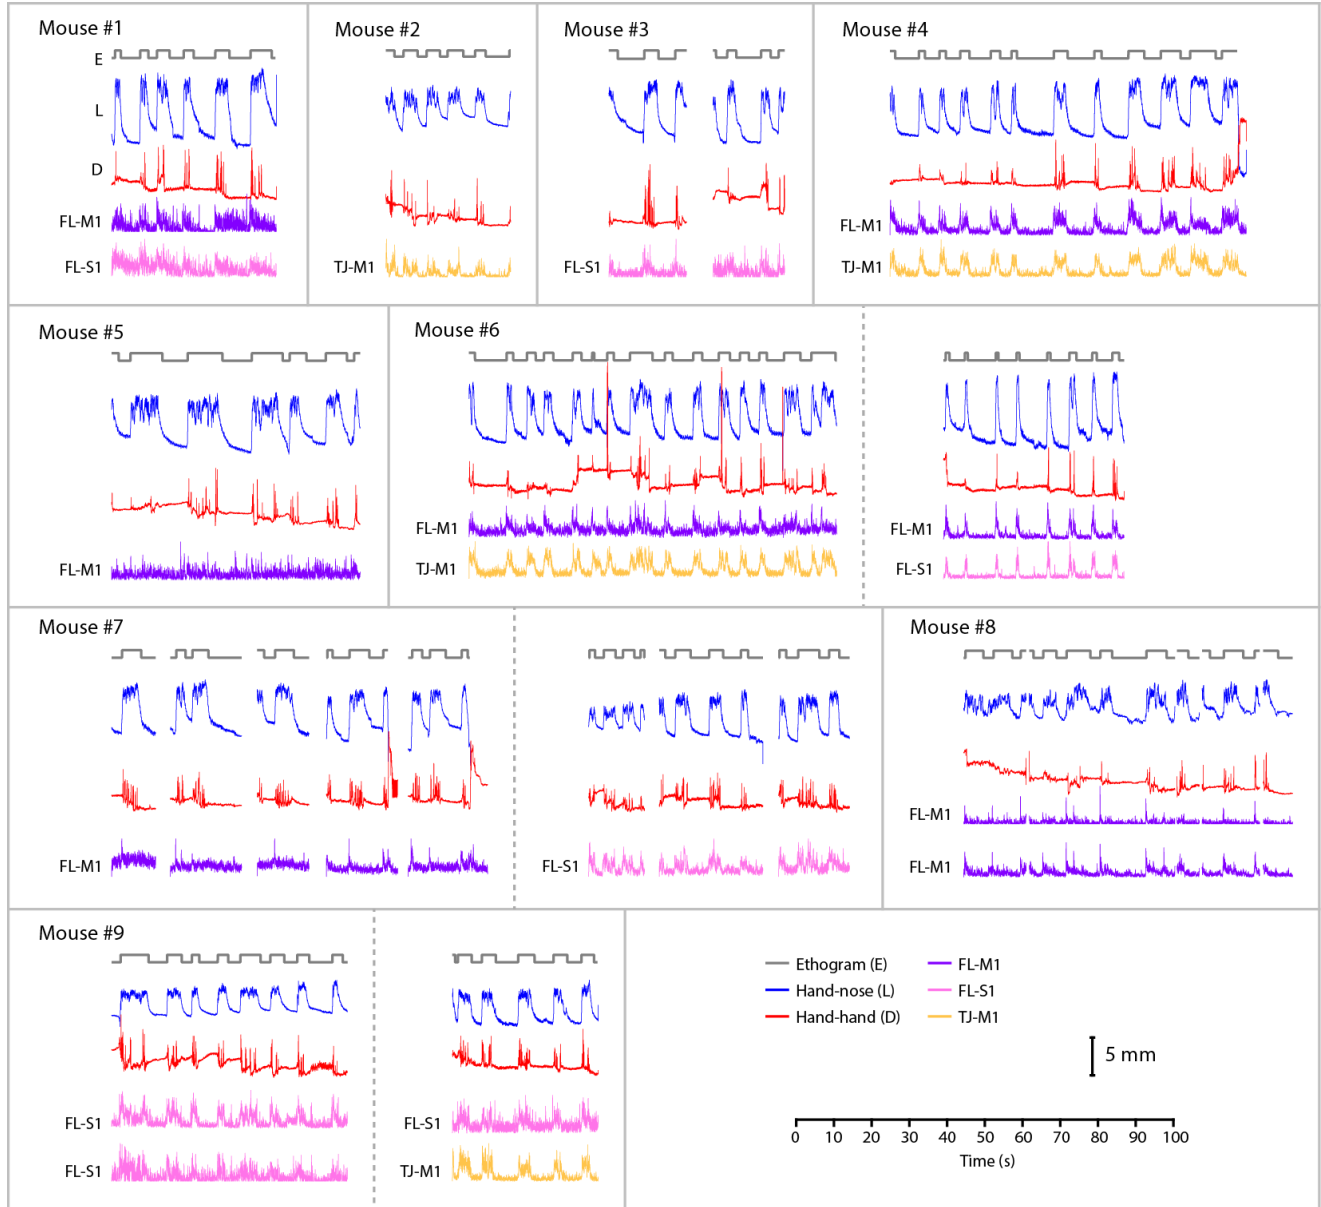 Mouse #1
E
L
D
FL-M1
FL-S1
Mouse #2
TJ-M1
Mouse #3
FL-S1
Mouse #4
FL-M1
TJ-M1
Mouse #5
FL-M1
Mouse #6
FL-M1
TJ-M1
FL-M1
FL-S1
Mouse #7
FL-M1
FL-S1
Mouse #8
FL-M1
FL-M1
Mouse #9
FL-S1
FL-S1
FL-S1
TJ-M1
Ethogram (E)
Hand-nose (L)
Hand-hand (D)
FL-M1
FL-S1
TJ-M1
5 mm
0 10 20 30 40 50 60 70 80 90 100
Time (s)